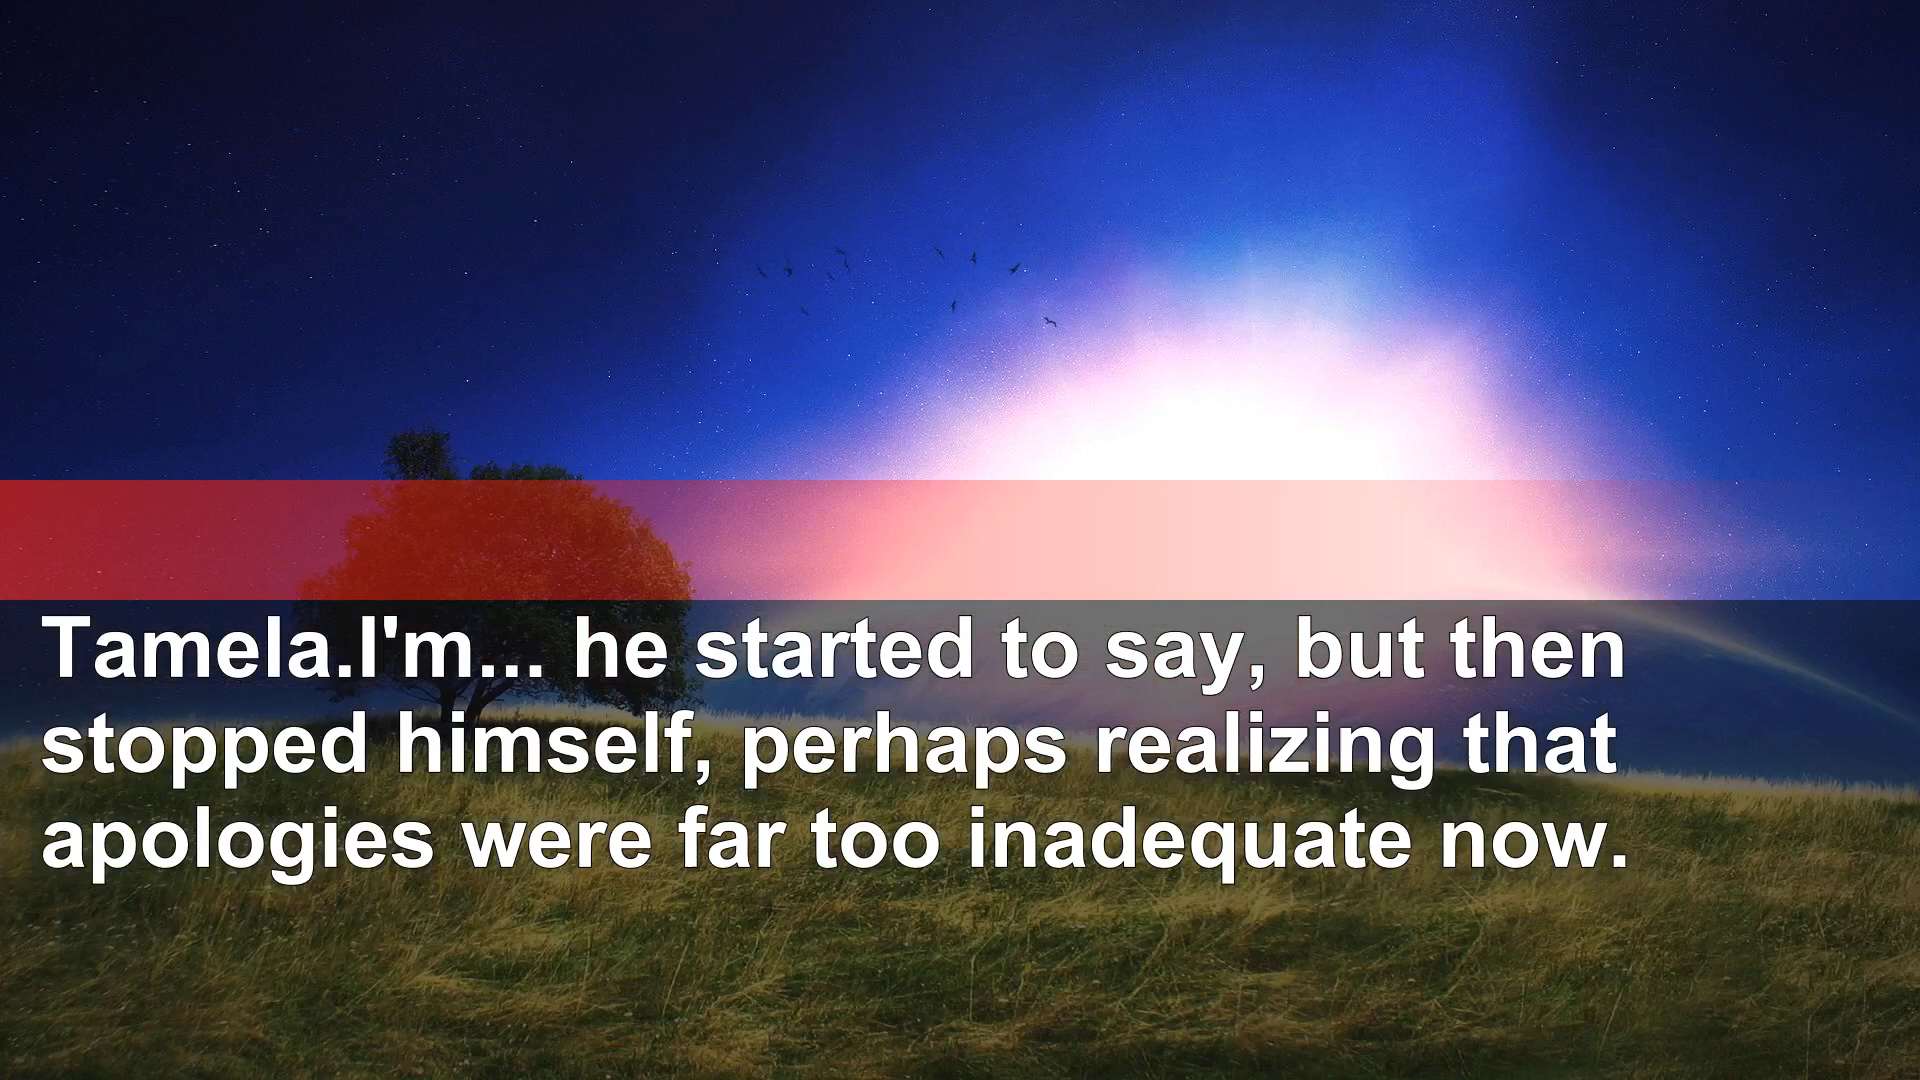 Tamela.I'm... he started to say, but then
stopped himself, perhaps realizing that
apologies were far too inadequate now.